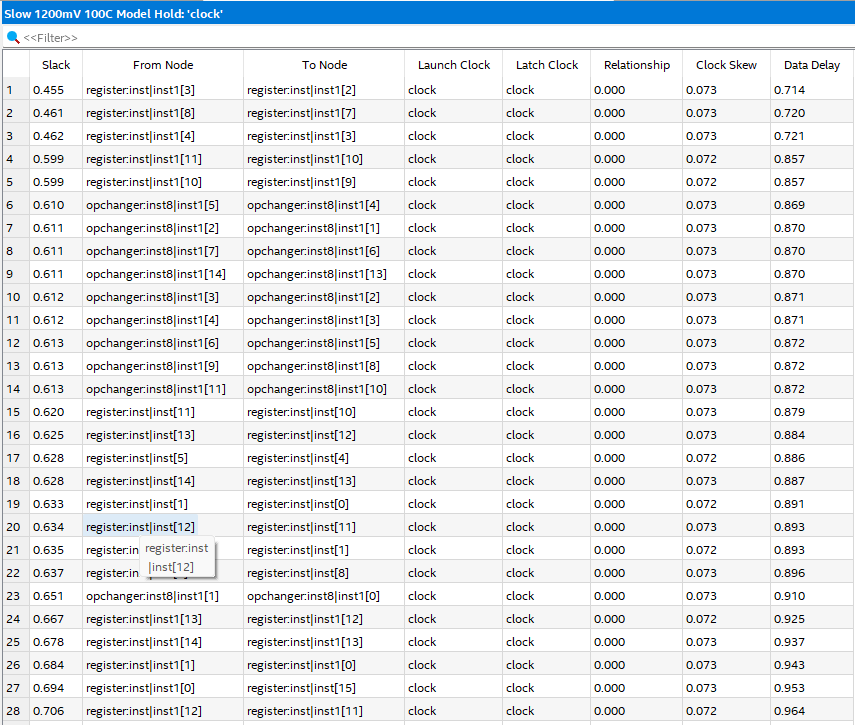 Slow 1200mV 100C Model Hold: 'clock'
<<Filter>>
Slack From Node To Node Launch Clock Latch Clock Relationship Clock Skew Data Delay
1 0.455 register:inst|inst1[3] register:inst|inst1[2] clock clock 0.000 0.073 0.714
2 0.461 register:inst|inst1[8] register:inst|inst1[7] clock clock 0.000 0.073 0.720
3 0.462 register:inst|inst1[4] register:inst|inst1[3] clock clock 0.000 0.073 0.721
4 0.599 register:inst|inst1[11] register:inst|inst1[10] clock clock 0.000 0.072 0.857
5 0.599 register:inst|inst1[10] register:inst|inst1[9] clock clock 0.000 0.072 0.857
6 0.610 opchanger:inst8|inst1[5] opchanger:inst8|inst1[4] clock clock 0.000 0.073 0.869
7 0.611 opchanger:inst8|inst1[2] opchanger:inst8|inst1[1] clock clock 0.000 0.073 0.870
8 0.611 opchanger:inst8|inst1[7] opchanger:inst8|inst1[6] clock clock 0.000 0.073 0.870
9 0.611 opchanger:inst8|inst1[14] opchanger:inst8|inst1[13] clock clock 0.000 0.073 0.870
10 0.612 opchanger:inst8|inst1[3] opchanger:inst8|inst1[2] clock clock 0.000 0.073 0.871
11 0.612 opchanger:inst8|inst1[4] opchanger:inst8|inst1[3] clock clock 0.000 0.073 0.871
12 0.613 opchanger:inst8|inst1[6] opchanger:inst8|inst1[5] clock clock 0.000 0.073 0.872
13 0.613 opchanger:inst8|inst1[9] opchanger:inst8|inst1[8] clock clock 0.000 0.073 0.872
14 0.613 opchanger:inst8|inst1[11] opchanger:inst8|inst1[10] clock clock 0.000 0.073 0.872
15 0.620 register:inst|inst[11] register:inst|inst[10] clock clock 0.000 0.073 0.879
16 0.625 register:inst|inst[13] register:inst|inst[12] clock clock 0.000 0.073 0.884
17 0.628 register:inst|inst[5] register:inst|inst[4] clock clock 0.000 0.072 0.886
18 0.628 register:inst|inst[14] register:inst|inst[13] clock clock 0.000 0.073 0.887
19 0.633 register:inst|inst[1] register:inst|inst[0] clock clock 0.000 0.072 0.891
20 0.634 register:inst|inst[12] register:inst|inst[11] clock clock 0.000 0.073 0.893
21 0.635 register:in register:inst|inst[1] clock clock 0.000 0.072 0.893
register:inst
|inst[12]
22 0.637 register:in register:inst|inst[8] clock clock 0.000 0.073 0.896
23 0.651 opchanger:inst8|inst1[1] opchanger:inst8|inst1[0] clock clock 0.000 0.073 0.910
24 0.667 register:inst|inst1[13] register:inst|inst1[12] clock clock 0.000 0.072 0.925
25 0.678 register:inst|inst1[14] register:inst|inst1[13] clock clock 0.000 0.073 0.937
26 0.684 register:inst|inst1[1] register:inst|inst1[0] clock clock 0.000 0.073 0.943
27 0.694 register:inst|inst1[0] register:inst|inst[15] clock clock 0.000 0.073 0.953
28 0.706 register:inst|inst1[12] register:inst|inst1[11] clock clock 0.000 0.072 0.964